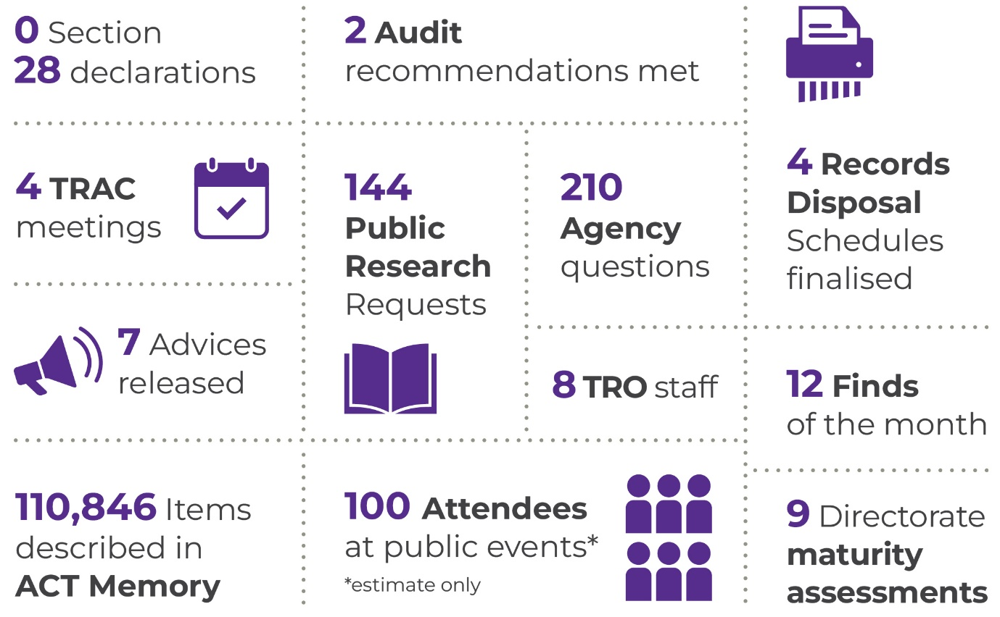 0 Section
28 declarations
2 Audit
recommendations met
4 Records
Disposal
Schedules
finalised
4 TRAC
meetings
144
Public
Research
Requests
210
Agency
questions
7 Advices
released
8 TRO staff
12 Finds
of the month
110,846 Items
described in
ACT Memory
100 Attendees
at public events*
*estimate only
9 Directorate
maturity
assessments